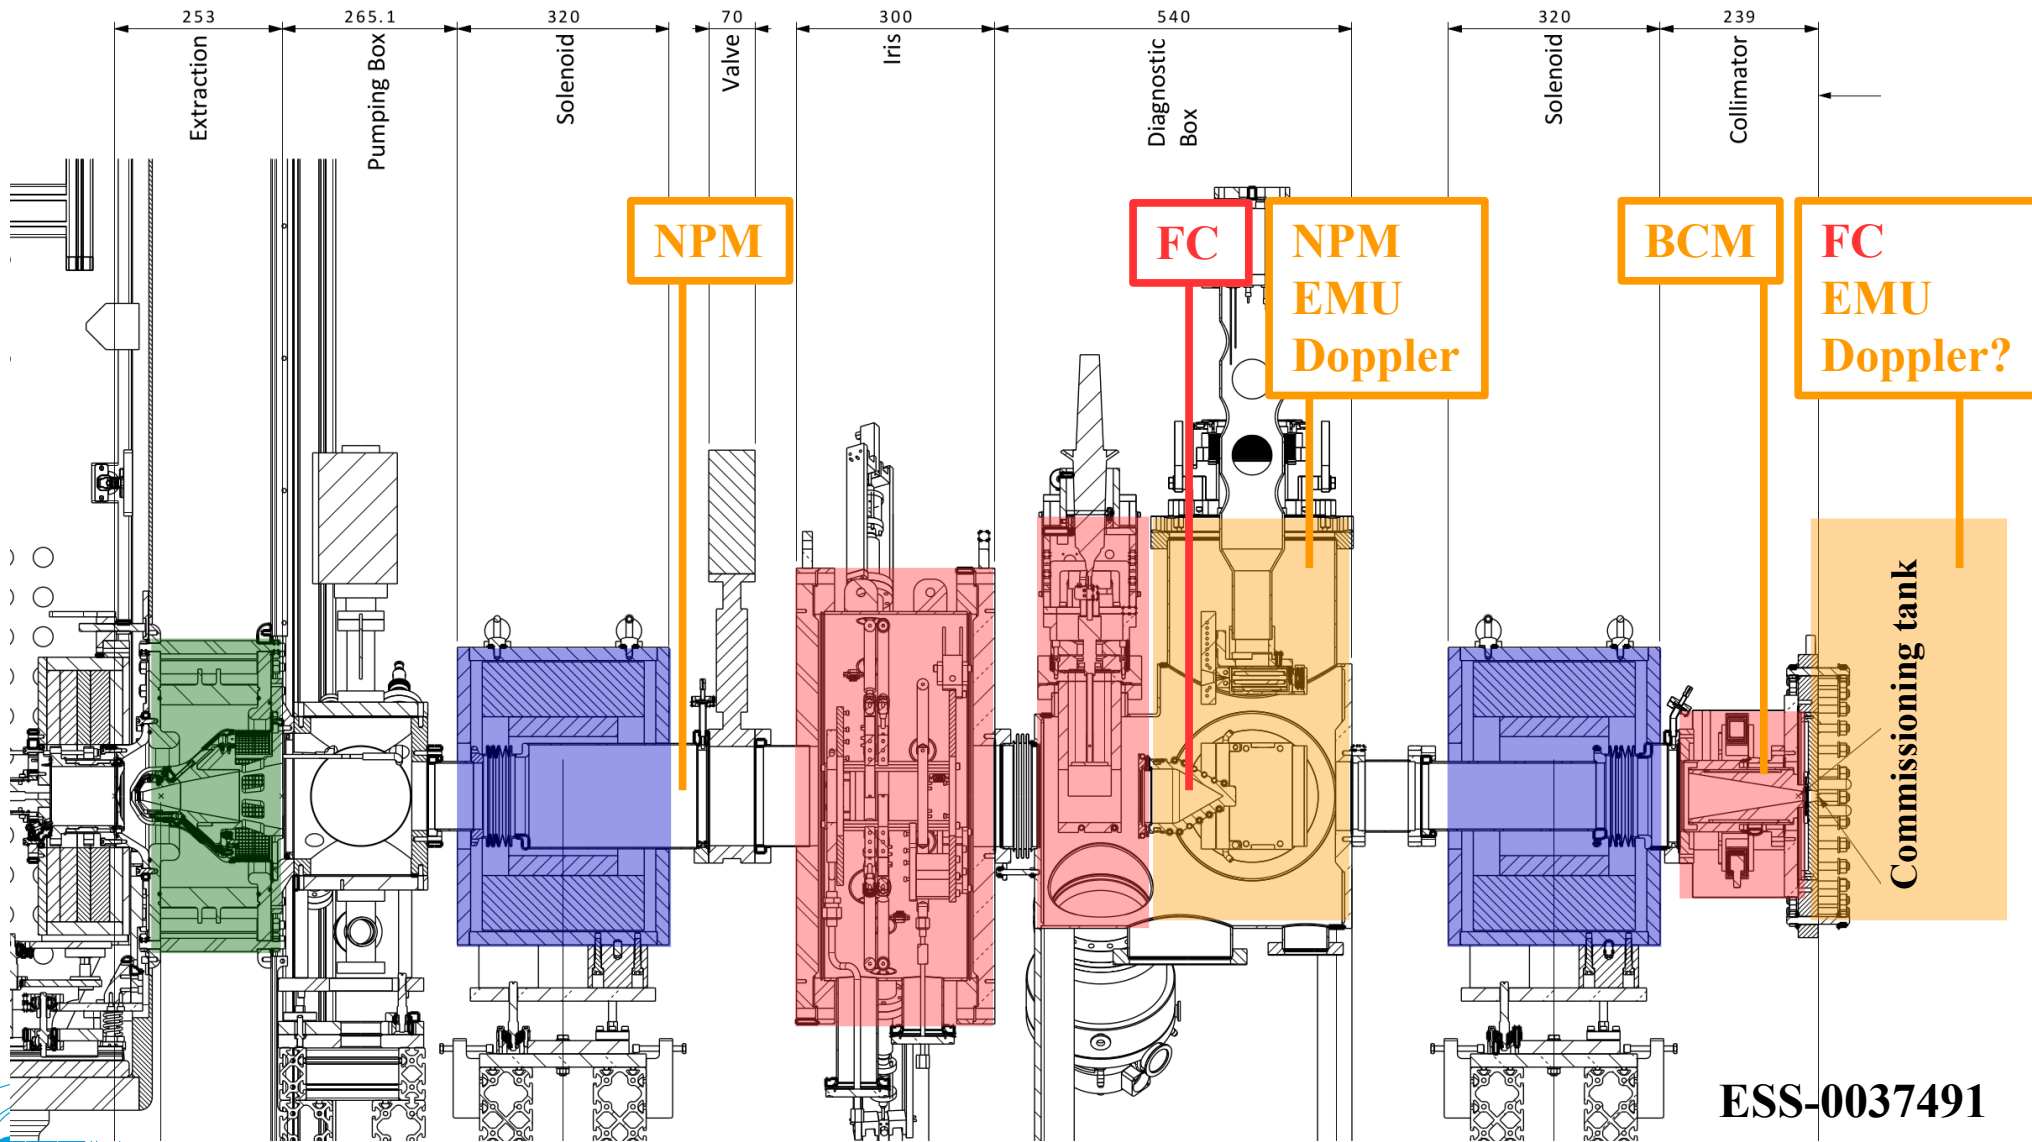 253
265.1
320
70
300
540
320
239
Extraction
Pumping Box
Solenoid
Valve
Iris
Diagnostic
Box
Solenoid
Collimator
NPM
FC
NPM
EMU
Doppler
BCM
FC
EMU
Doppler?
Commissioning tank
ESS-0037491